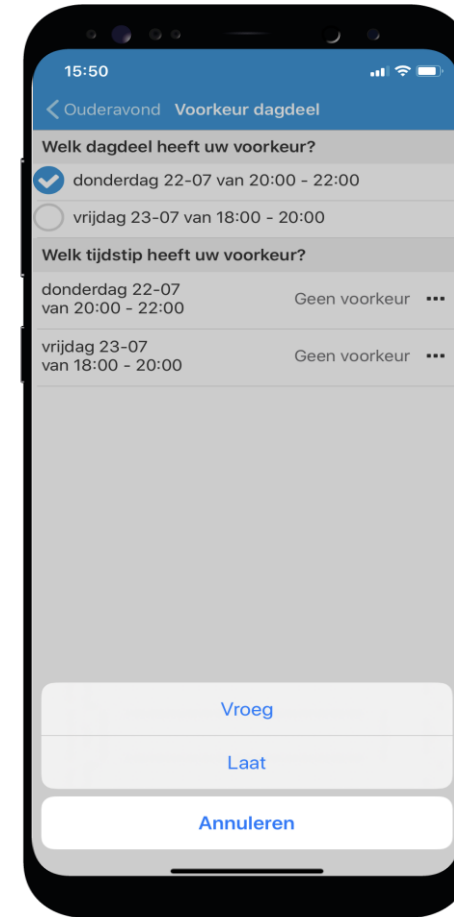 15:50
Ouderavond Voorkeur dagdeel
Welk dagdeel heeft uw voorkeur?
donderdag 22-07 van 20:00 - 22:00
vrijdag 23-07 van 18:00 - 20:00
Welk tijdstip heeft uw voorkeur?
donderdag 22-07
van 20:00 - 22:00
Geen voorkeur
vrijdag 23-07
van 18:00 - 20:00
Geen voorkeur
Vroeg
Laat
Annuleren